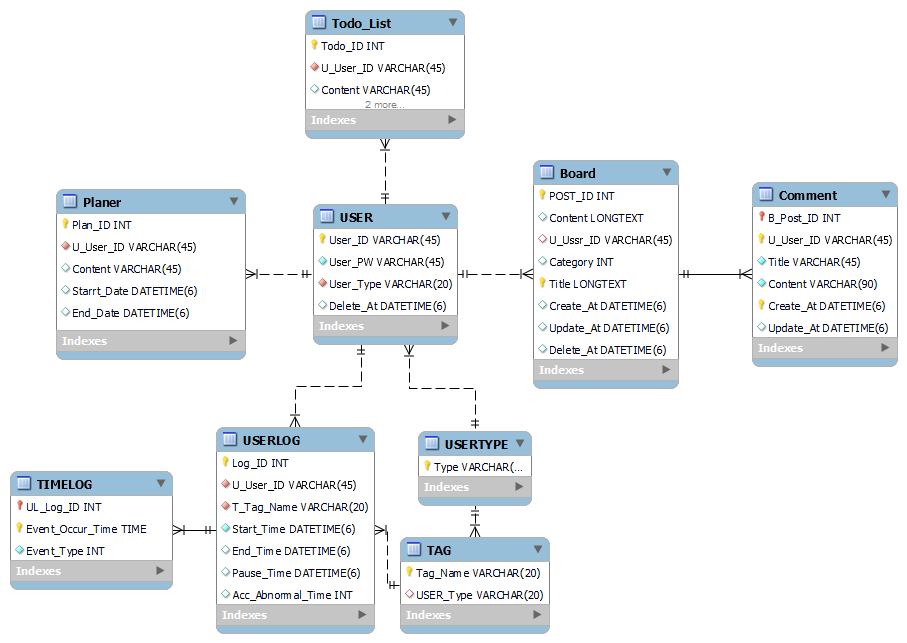 Todo_List
Todo_ID INT
U_User_ID VARCHAR(45)
Content VARCHAR(45)
2 more...
Indexes
Planer
Plan_ID INT
U_User_ID VARCHAR(45)
Content VARCHAR(45)
Starrt_Date DATETIME(6)
End_Date DATETIME(6)
Indexes
USER
User_ID VARCHAR(45)
User_PW VARCHAR(45)
User_Type VARCHAR(20)
Delete_At DATETIME(6)
Indexes
Board
POST_ID INT
Content LONGTEXT
U_Ussr_ID VARCHAR(45)
Category INT
Title LONGTEXT
Create_At DATETIME(6)
Update_At DATETIME(6)
Delete_At DATETIME(6)
Indexes
Comment
B_Post_ID INT
U_User_ID VARCHAR(45)
Title VARCHAR(45)
Content VARCHAR(90)
Create_At DATETIME(6)
Update_At DATETIME(6)
Indexes
TIMELOG
UL_Log_ID INT
Event_Occur_Time TIME
Event_Type INT
Indexes
USERLOG
Log_ID INT
U_User_ID VARCHAR(45)
T_Tag_Name VARCHAR(20)
Start_Time DATETIME(6)
End_Time DATETIME(6)
Pause_Time DATETIME(6)
Acc_Abnormal_Time INT
Indexes
USERTYPE
Type VARCHAR(...
Indexes
TAG
Tag_Name VARCHAR(20)
USER_Type VARCHAR(20)
Indexes